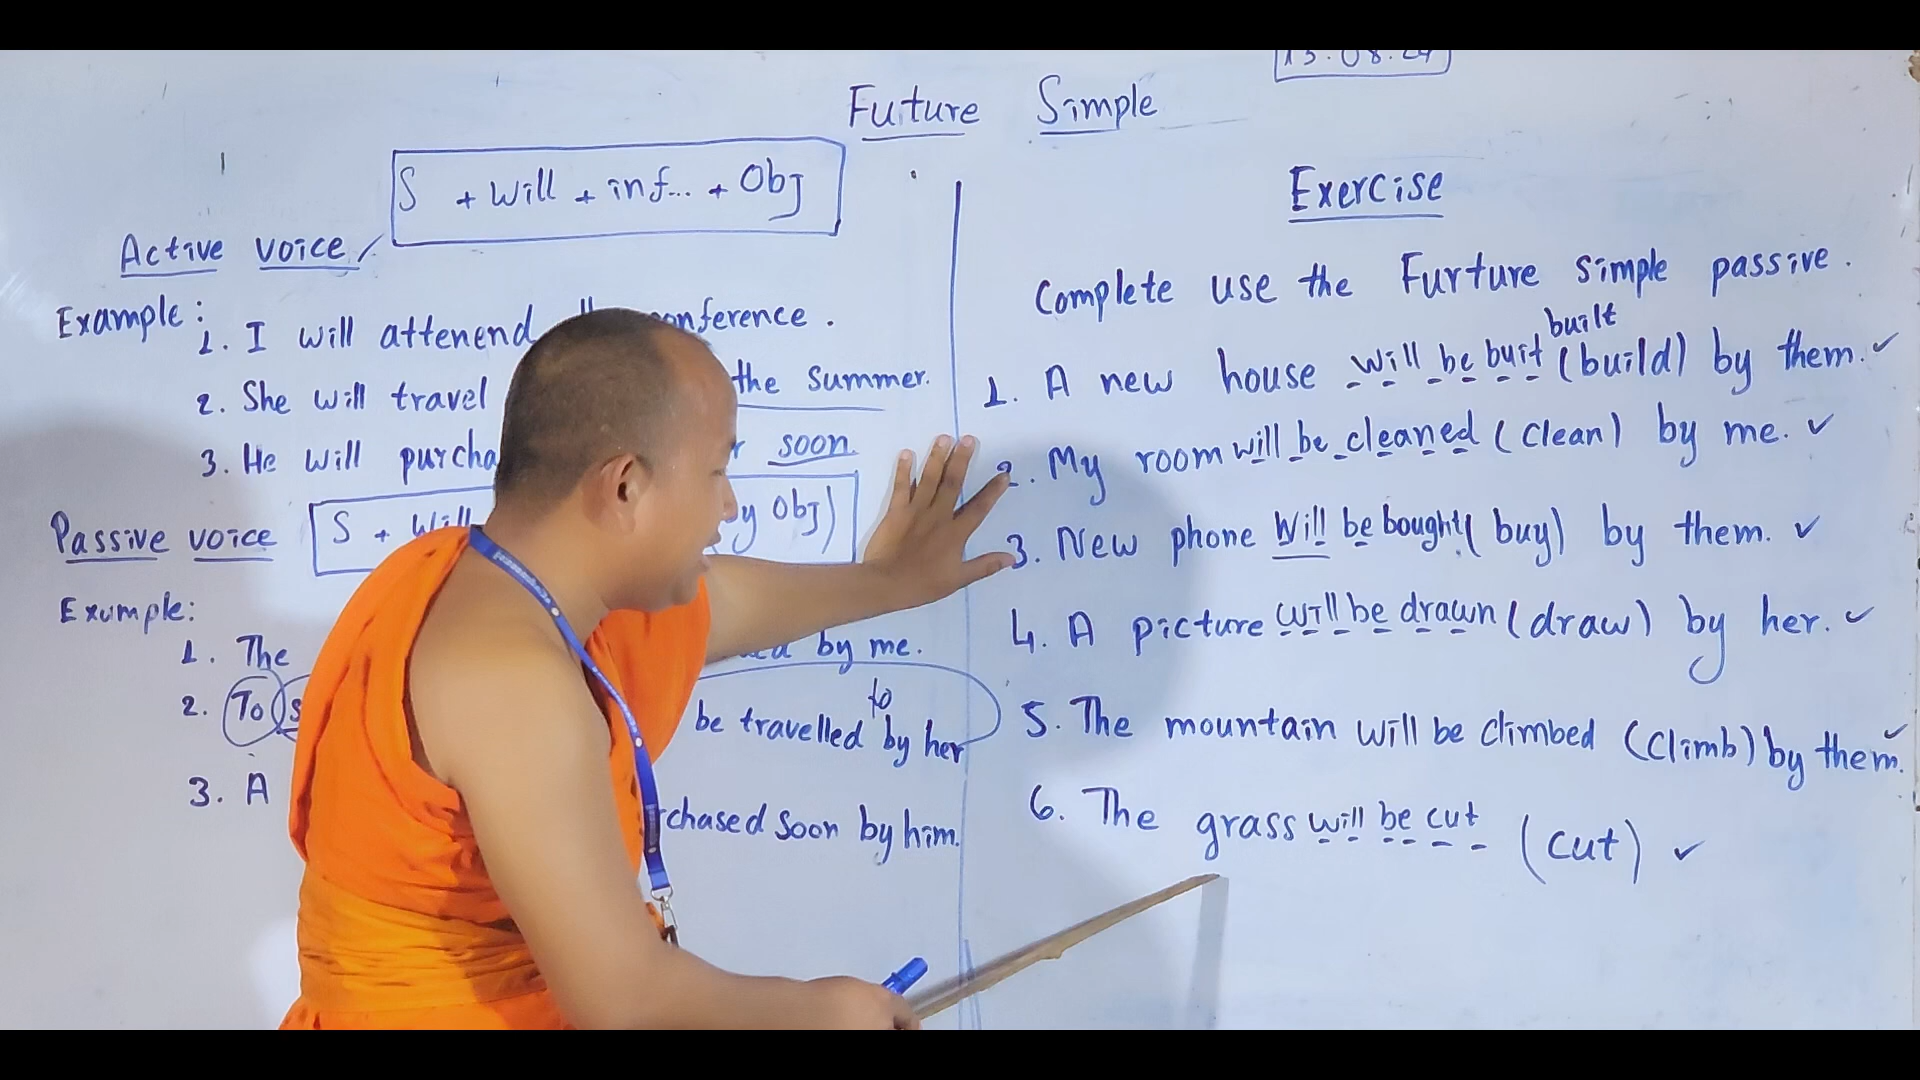 13.08.24
Future Simple
S + will + inf... + Obj
Active voice
Example:
1. I will attenend conference.
2. She will travel the summer.
3. He will soon.
Passive voice S + will by Obj)
Exumple:
1. The by me.
2. To be travelled to by her
3. A soon by him.
Exercise
Complete use the Furture simple passive.
built
1. A new house will be buit (build) by them. ✓
2. My room will be cleaned (clean) by me. ✓
3. New phone will be bought (buy) by them. ✓
4. A picture will be drawn (draw) by her. ✓
5. The mountain will be climbed (climb) by them. ✓
6. The grass will be cut (cut) ✓